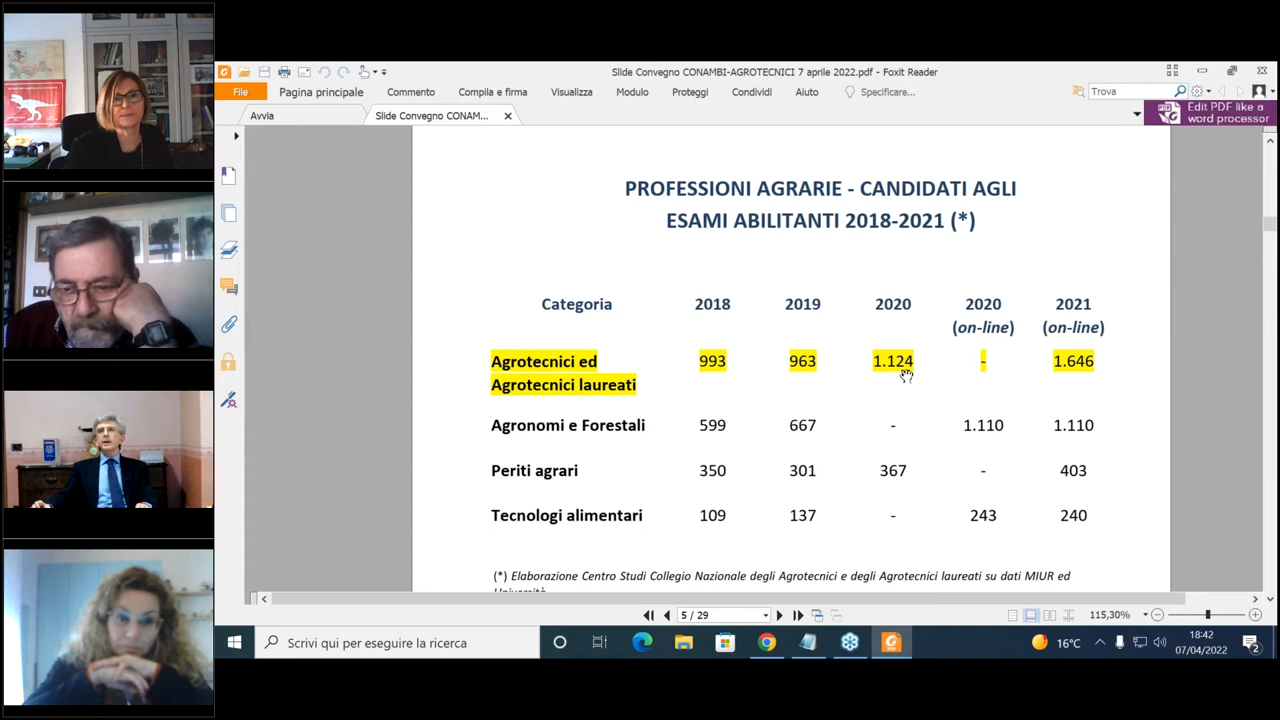 Slide Convegno CONAMBI-AGROTECNICI 7 aprile 2022.pdf - Foxit Reader
File Pagina principale Commento Compila e firma Visualizza Modulo Proteggi Condividi Aiuto Specificare... Trova
Avvia Slide Convegno CONAM... Edit PDF like a
word processor
PROFESSIONI AGRARIE - CANDIDATI AGLI
ESAMI ABILITANTI 2018-2021 (*)
Categoria 2018 2019 2020 2020 2021
(on-line) (on-line)
Agrotecnici ed 993 963 1.124 - 1.646
Agrotecnici laureati
Agronomi e Forestali 599 667 - 1.110 1.110
Periti agrari 350 301 367 - 403
Tecnologi alimentari 109 137 - 243 240
(*) Elaborazione Centro Studi Collegio Nazionale degli Agrotecnici e degli Agrotecnici laureati su dati MIUR ed
Università
5 / 29 115,30%
Scrivi qui per eseguire la ricerca 16°C 18:42
07/04/2022 2